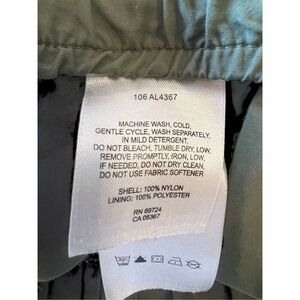 106 AL4367
MACHINE WASH, COLD,
GENTLE CYCLE, WASH SEPARATELY,
IN MILD DETERGENT,
DO NOT BLEACH, TUMBLE DRY, LOW,
REMOVE PROMPTLY, IRON, LOW,
IF NEEDED, DO NOT DRY CLEAN,
DO NOT USE FABRIC SOFTENER
SHELL: 100% NYLON
LINING: 100% POLYESTER
RN 69724
CA 05367